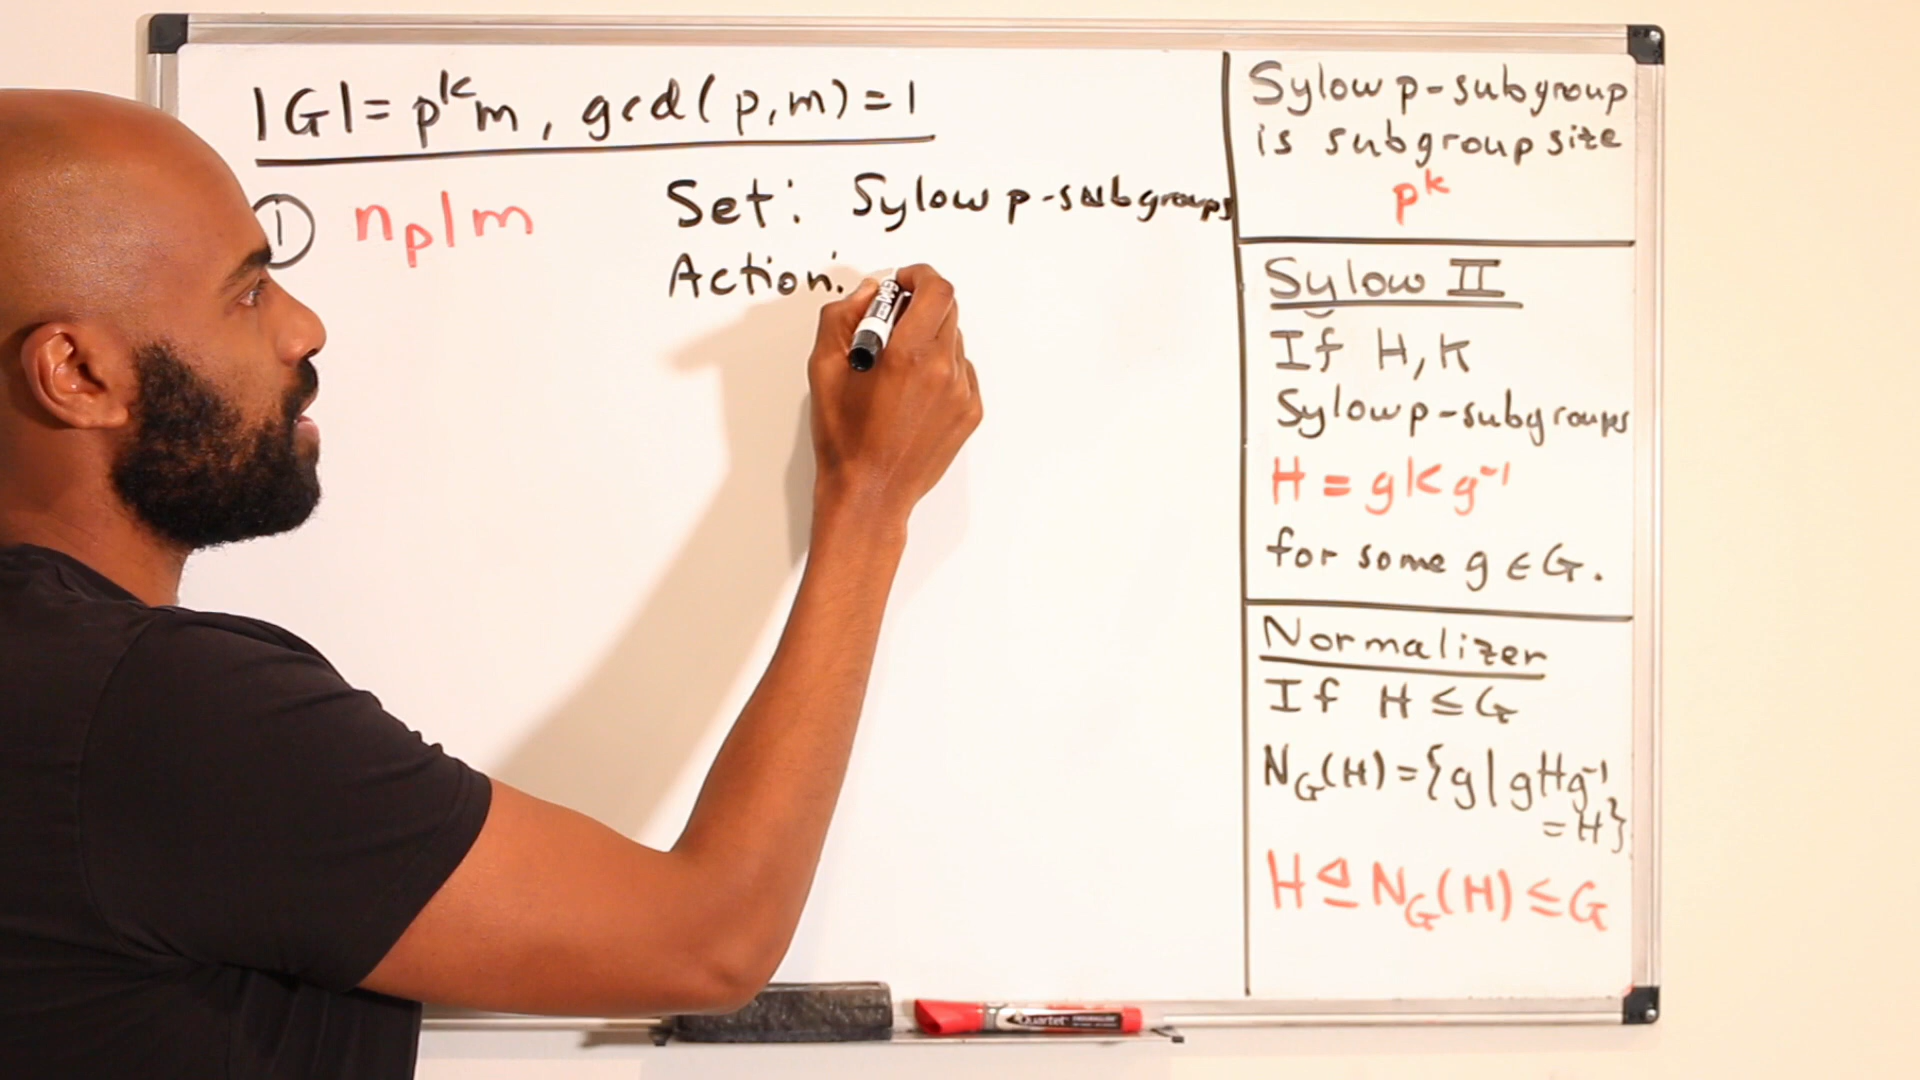 |G| = p^k m, gcd(p,m) = 1
① n_p | m
Set: Sylow p-subgroups
Action:
Sylow p-subgroup
is subgroup size
p^k
Sylow II
If H, K
Sylow p-subgroups
H = gKg^-1
for some g ∈ G.
Normalizer
If H ≤ G
N_G(H) = {g | gHg^-1
= H}
H ⊴ N_G(H) ≤ G
Quartet